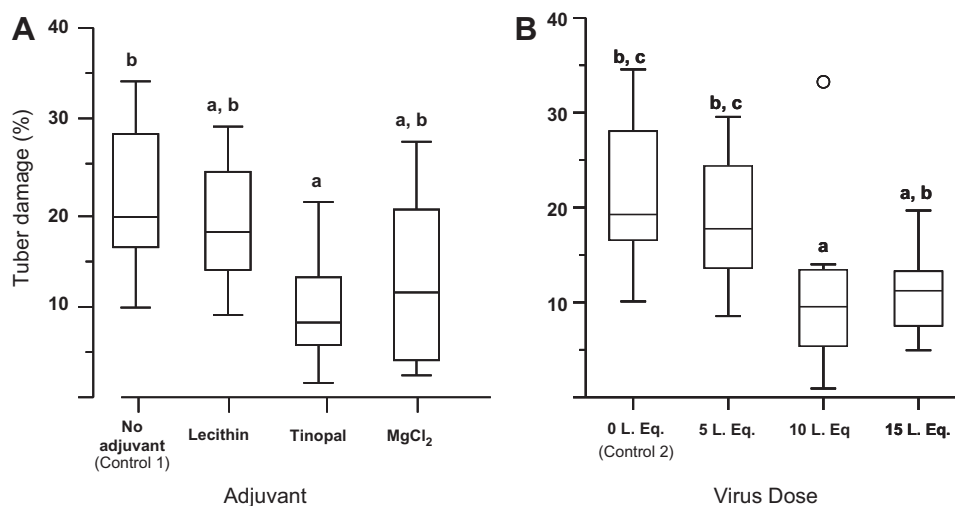 A
Tuber damage (%)
40
30
20
10
b
a, b
a
a, b
No
adjuvant
(Control 1)
Lecithin
Tinopal
MgCl₂
Adjuvant
B
40
30
20
10
b, c
b, c
a
a, b
0 L. Eq.
(Control 2)
5 L. Eq.
10 L. Eq
15 L. Eq.
Virus Dose